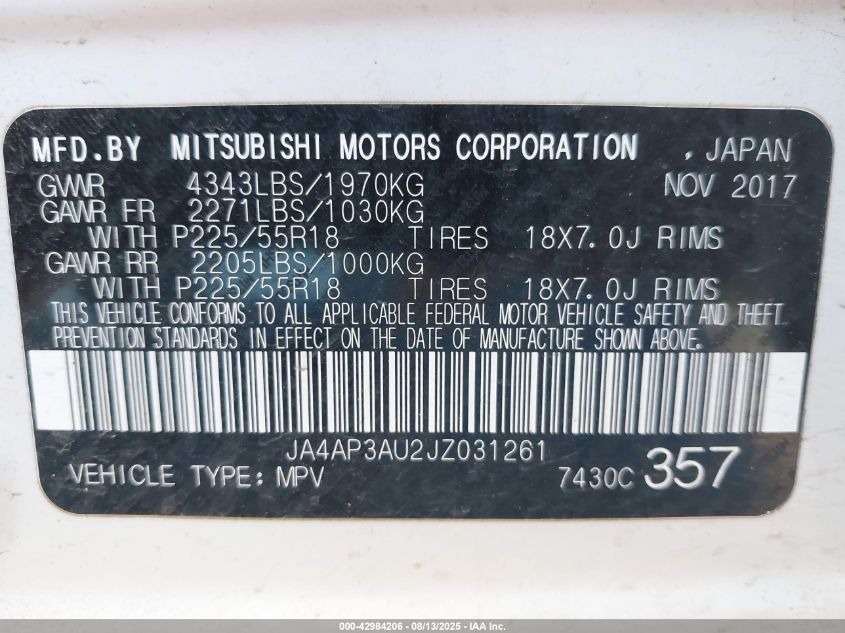 MFD.BY MITSUBISHI MOTORS CORPORATION , JAPAN
GVWR 4343LBS/1970KG NOV 2017
GAWR FR 2271LBS/1030KG
WITH P225/55R18 TIRES 18X7.0J RIMS
GAWR RR 2205LBS/1000KG
WITH P225/55R18 TIRES 18X7.0J RIMS
THIS VEHICLE CONFORMS TO ALL APPLICABLE FEDERAL MOTOR VEHICLE SAFETY AND THEFT
PREVENTION STANDARDS IN EFFECT ON THE DATE OF MANUFACTURE SHOWN ABOVE.
JA4AP3AU2JZ031261
VEHICLE TYPE: MPV 7430C 357
000-42984206 - 08/13/2025 - IAA Inc.